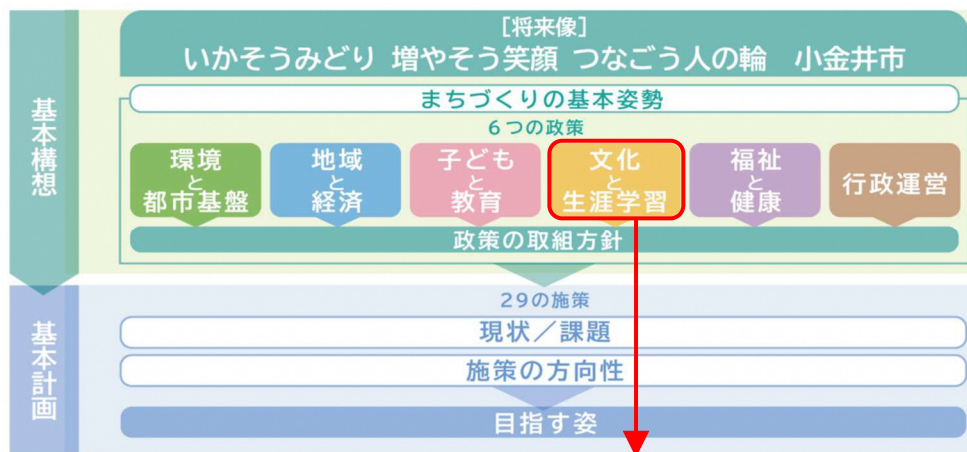 [将来像]
いかそうみどり 増やそう笑顔 つなごう人の輪 小金井市
まちづくりの基本姿勢
6つの政策
環境
と
都市基盤
地域
と
経済
子ども
と
教育
文化
と
生涯学習
福祉
と
健康
行政運営
政策の取組方針
基本構想
29の施策
現状／課題
施策の方向性
目指す姿
基本計画